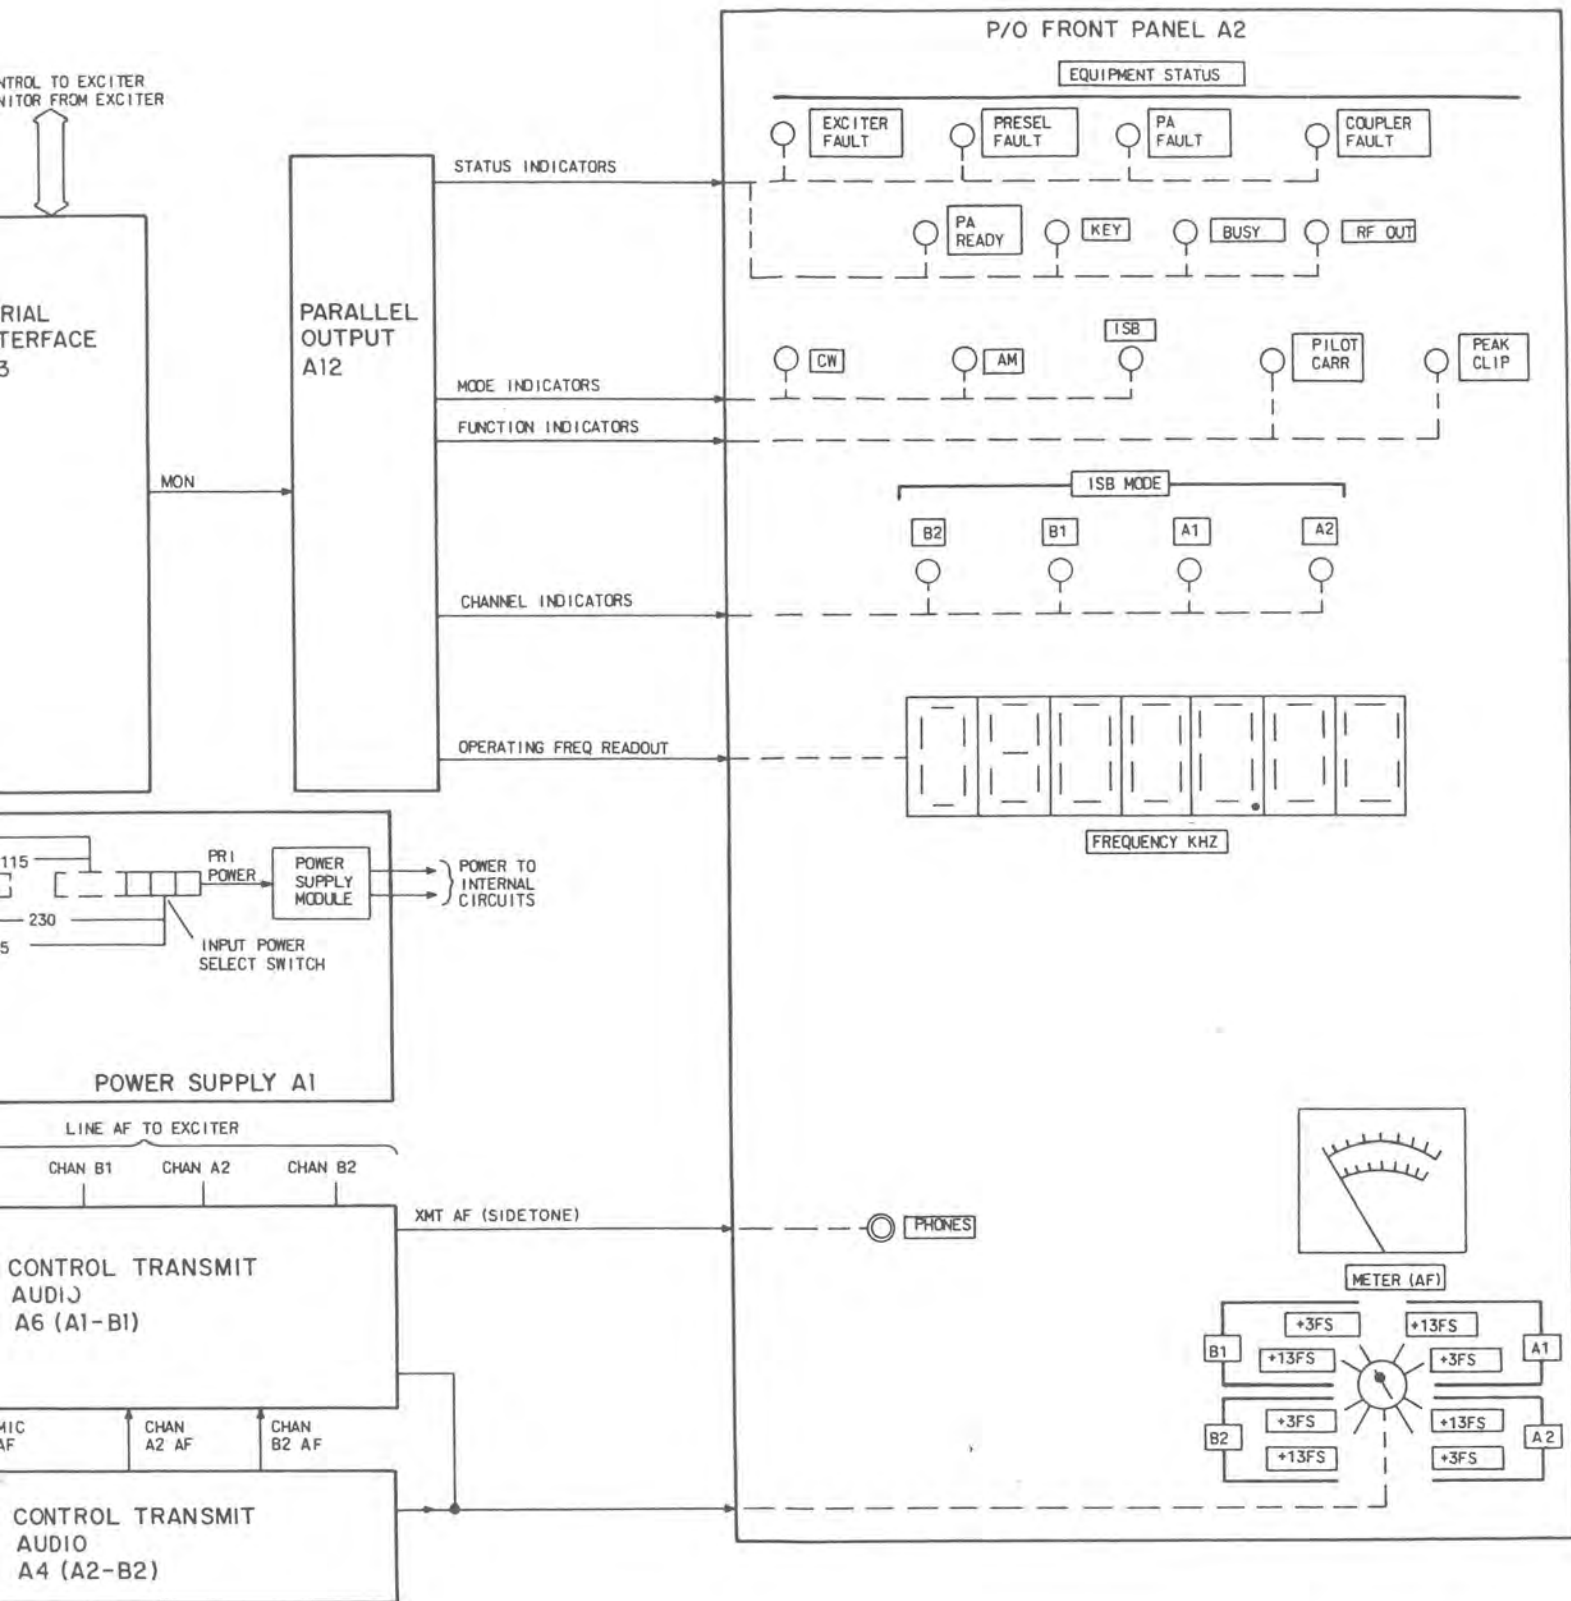 P/O FRONT PANEL A2
EQUIPMENT STATUS
NTROL TO EXCITER
NITOR FROM EXCITER
EXCITER
FAULT
PRESEL
FAULT
PA
FAULT
COUPLER
FAULT
STATUS INDICATORS
PA
READY
KEY
BUSY
RF OUT
RIAL
TERFACE
3
PARALLEL
OUTPUT
A12
CW
AM
ISB
PILOT
CARR
PEAK
CLIP
MODE INDICATORS
FUNCTION INDICATORS
MON
ISB MODE
B2
B1
A1
A2
CHANNEL INDICATORS
OPERATING FREQ READOUT
FREQUENCY KHZ
115
230
5
PRI
POWER
POWER
SUPPLY
MODULE
POWER TO
INTERNAL
CIRCUITS
INPUT POWER
SELECT SWITCH
POWER SUPPLY A1
LINE AF TO EXCITER
CHAN B1
CHAN A2
CHAN B2
XMT AF (SIDETONE)
PHONES
CONTROL TRANSMIT
AUDIO
A6 (A1-B1)
METER (AF)
+3FS
+13FS
B1
+13FS
+3FS
A1
B2
+3FS
+13FS
A2
+13FS
+3FS
MIC
AF
CHAN
A2 AF
CHAN
B2 AF
CONTROL TRANSMIT
AUDIO
A4 (A2-B2)